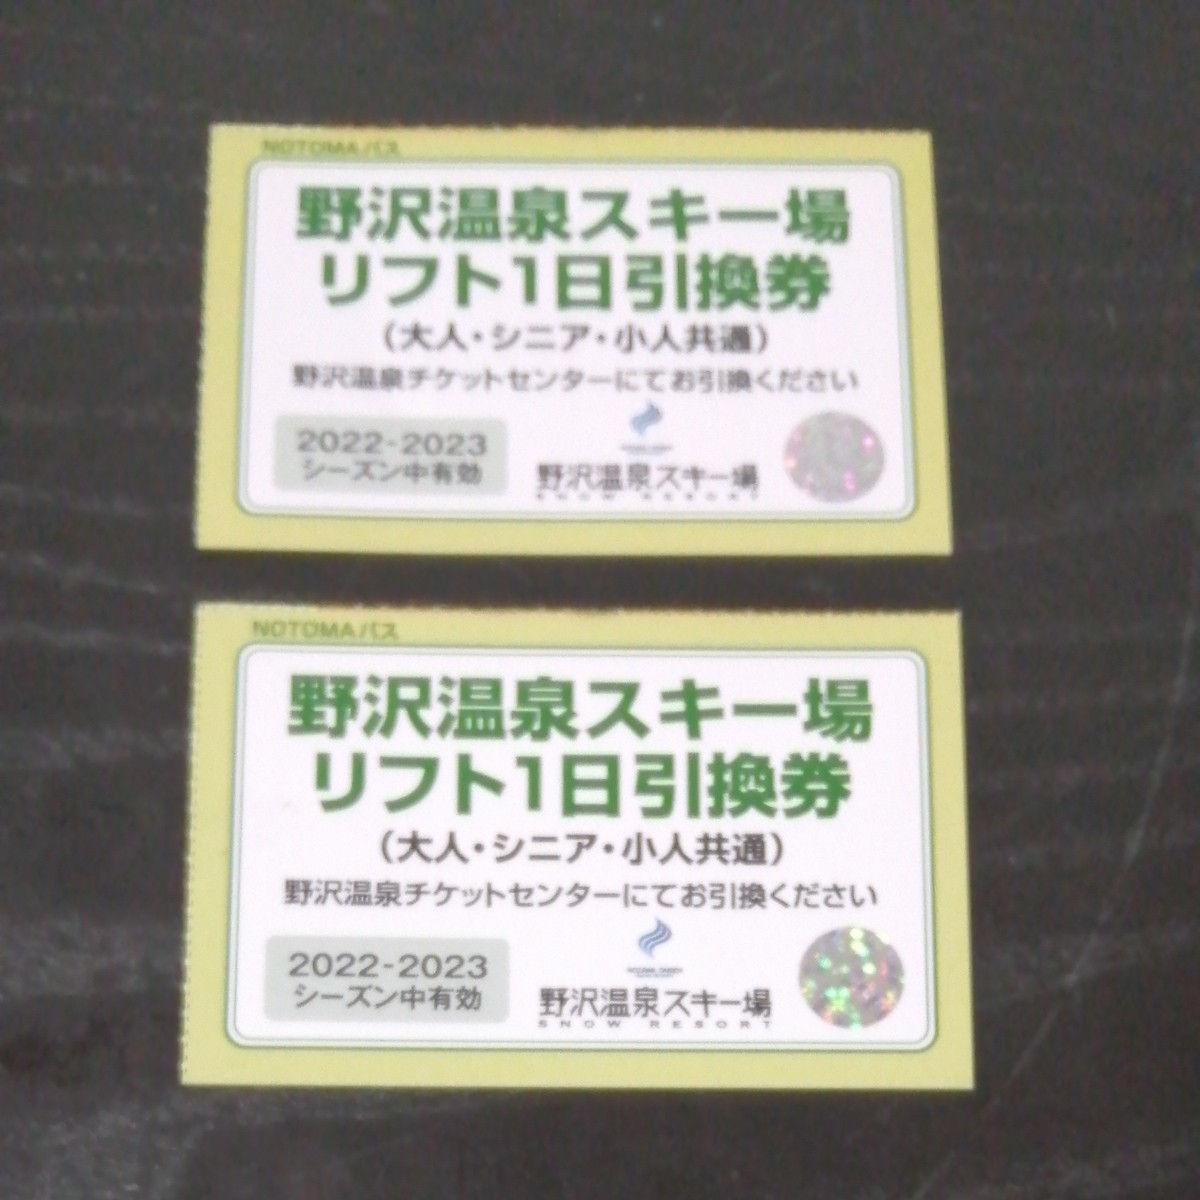 NOTOMAパス
野沢温泉スキー場
リフト1日引換券
（大人・シニア・小人共通）
野沢温泉チケットセンターにてお引換ください
2022-2023
シーズン中有効
野沢温泉スキー場
SNOW RESORT
NOTOMAパス
野沢温泉スキー場
リフト1日引換券
（大人・シニア・小人共通）
野沢温泉チケットセンターにてお引換ください
2022-2023
シーズン中有効
野沢温泉スキー場
SNOW RESORT